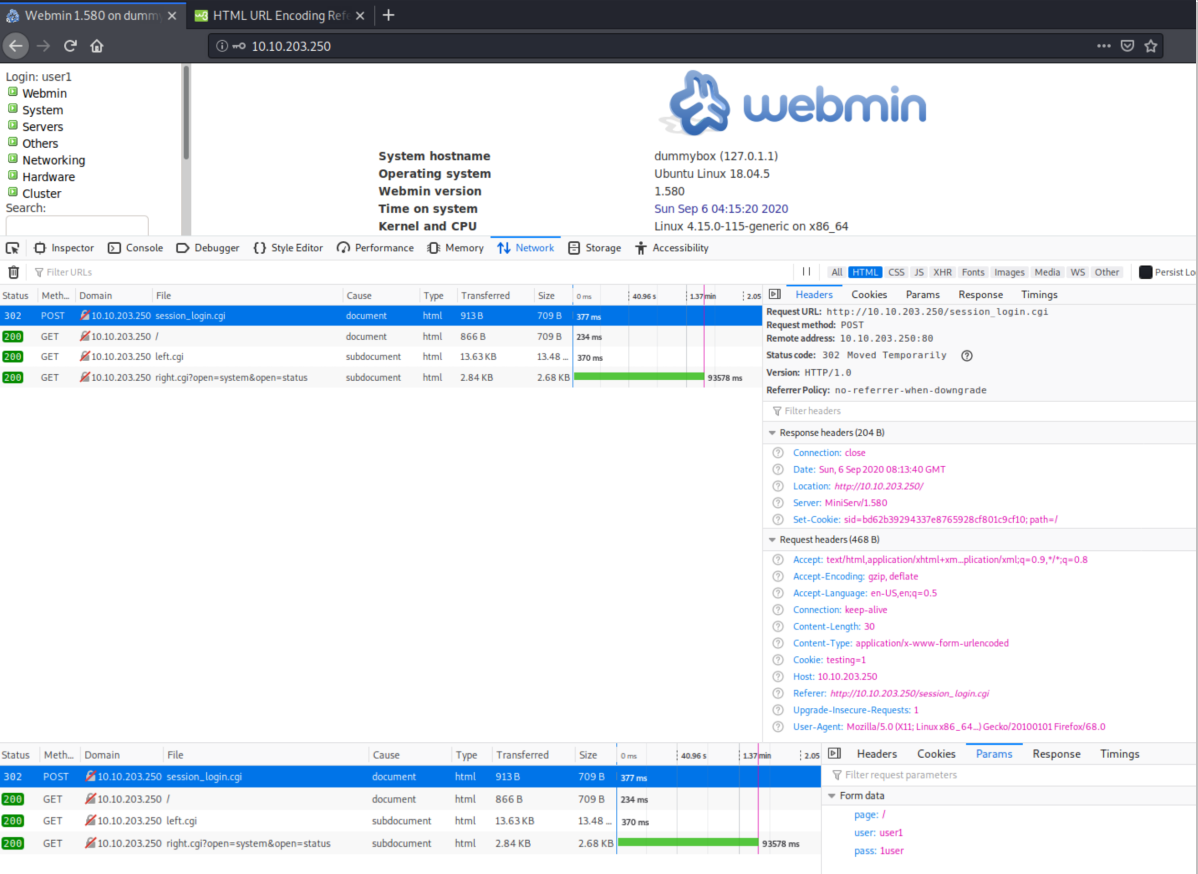 Webmin 1.580 on dummy
HTML URL Encoding Refe
10.10.203.250
Login: user1
Webmin
System
Servers
Others
Networking
Hardware
Cluster
Search:
webmin
System hostname dummybox (127.0.1.1)
Operating system Ubuntu Linux 18.04.5
Webmin version 1.580
Time on system Sun Sep 6 04:15:20 2020
Kernel and CPU Linux 4.15.0-115-generic on x86_64
Inspector Console Debugger Style Editor Performance Memory Network Storage Accessibility
Filter URLs All HTML CSS JS XHR Fonts Images Media WS Other Persist Lo
Status Meth... Domain File Cause Type Transferred Size 0 ms 40.96 s 1.37 min 2.05
302 POST 10.10.203.250 session_login.cgi document html 913 B 709 B 377 ms
200 GET 10.10.203.250 / document html 866 B 709 B 234 ms
200 GET 10.10.203.250 left.cgi subdocument html 13.63 KB 13.48 ... 370 ms
200 GET 10.10.203.250 right.cgi?open=system&open=status subdocument html 2.84 KB 2.68 KB 93578 ms
Headers Cookies Params Response Timings
Request URL: http://10.10.203.250/session_login.cgi
Request method: POST
Remote address: 10.10.203.250:80
Status code: 302 Moved Temporarily
Version: HTTP/1.0
Referrer Policy: no-referrer-when-downgrade
Filter headers
Response headers (204 B)
Connection: close
Date: Sun, 6 Sep 2020 08:13:40 GMT
Location: http://10.10.203.250/
Server: MiniServ/1.580
Set-Cookie: sid=bd62b39294337e8765928cf801c9cf10; path=/
Request headers (468 B)
Accept: text/html,application/xhtml+xm...plication/xml;q=0.9,*/*;q=0.8
Accept-Encoding: gzip, deflate
Accept-Language: en-US,en;q=0.5
Connection: keep-alive
Content-Length: 30
Content-Type: application/x-www-form-urlencoded
Cookie: testing=1
Host: 10.10.203.250
Referer: http://10.10.203.250/session_login.cgi
Upgrade-Insecure-Requests: 1
User-Agent: Mozilla/5.0 (X11; Linux x86_64...) Gecko/20100101 Firefox/68.0
Status Meth... Domain File Cause Type Transferred Size 0 ms 40.96 s 1.37 min 2.05
302 POST 10.10.203.250 session_login.cgi document html 913 B 709 B 377 ms
200 GET 10.10.203.250 / document html 866 B 709 B 234 ms
200 GET 10.10.203.250 left.cgi subdocument html 13.63 KB 13.48 ... 370 ms
200 GET 10.10.203.250 right.cgi?open=system&open=status subdocument html 2.84 KB 2.68 KB 93578 ms
Headers Cookies Params Response Timings
Filter request parameters
Form data
page: /
user: user1
pass: 1user